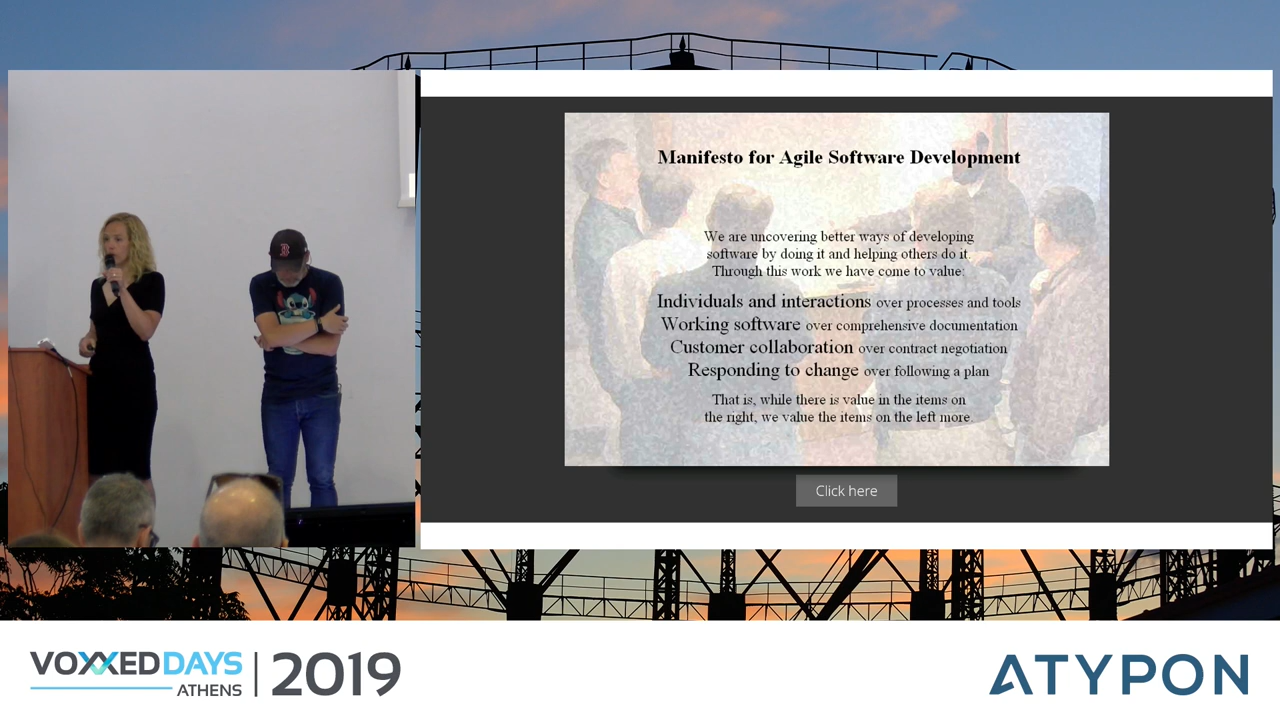 B
Manifesto for Agile Software Development
We are uncovering better ways of developing
software by doing it and helping others do it.
Through this work we have come to value:
Individuals and interactions over processes and tools
Working software over comprehensive documentation
Customer collaboration over contract negotiation
Responding to change over following a plan
That is, while there is value in the items on
the right, we value the items on the left more.
Click here
VOXXED DAYS
ATHENS
2019
ATYPON